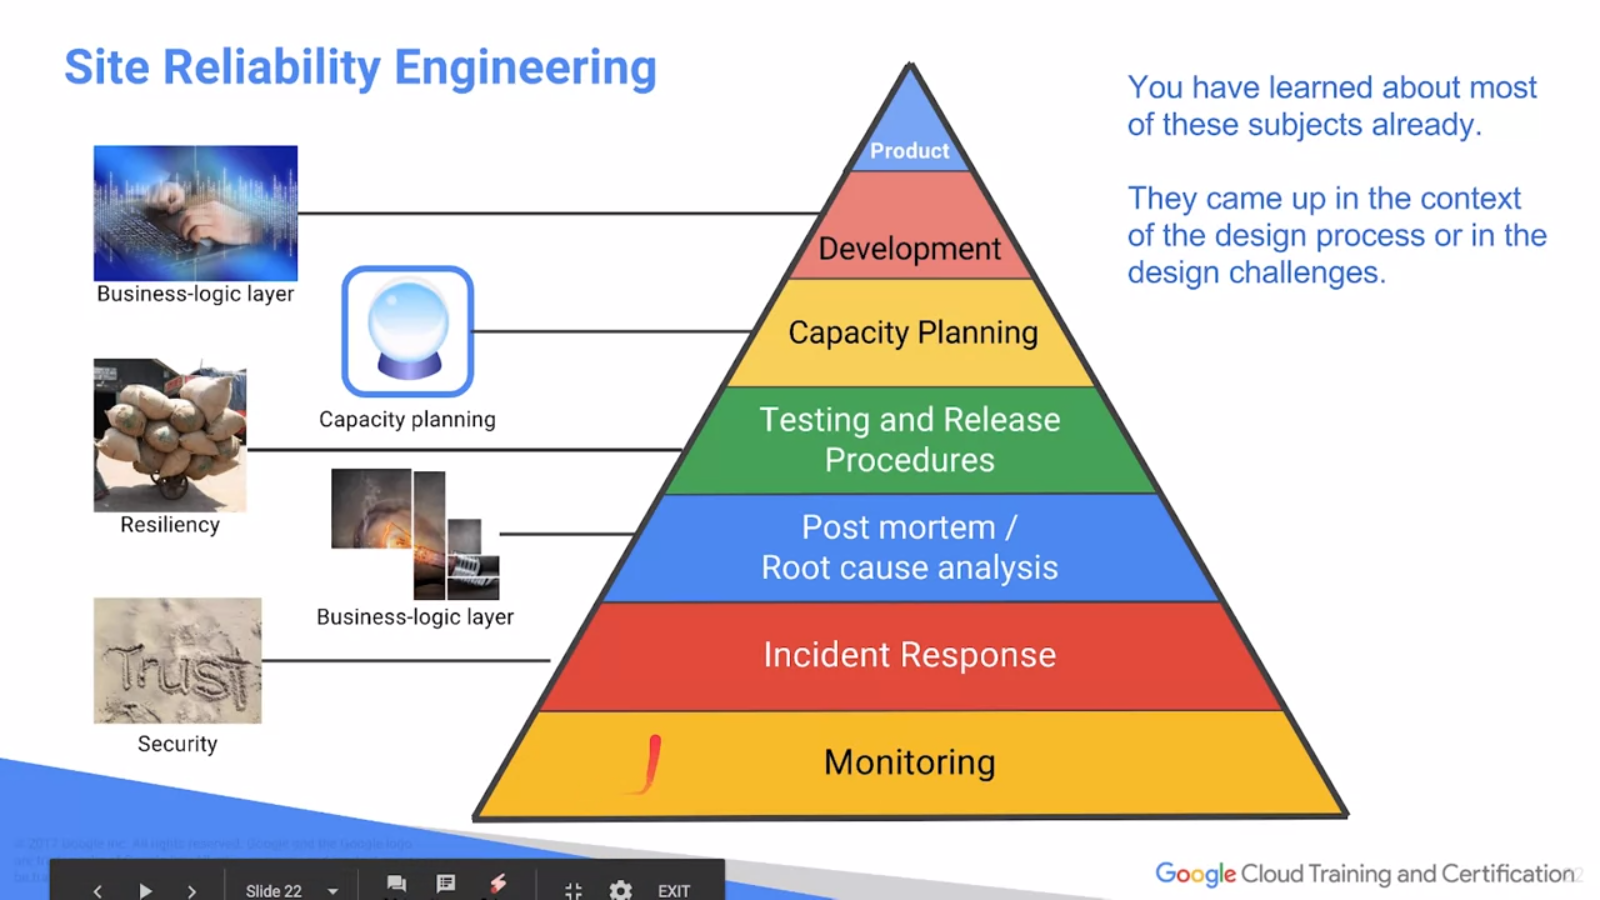 Site Reliability Engineering
You have learned about most
of these subjects already.
They came up in the context
of the design process or in the
design challenges.
Product
Development
Capacity Planning
Testing and Release
Procedures
Post mortem /
Root cause analysis
Incident Response
Monitoring
Business-logic layer
Capacity planning
Resiliency
Business-logic layer
Trust
Security
Slide 22
EXIT
Google Cloud Training and Certification